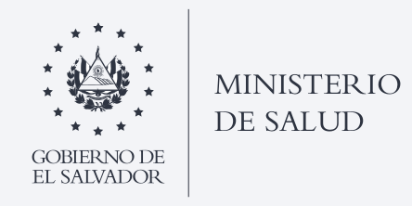 GOBIERNO DE
EL SALVADOR
MINISTERIO
DE SALUD